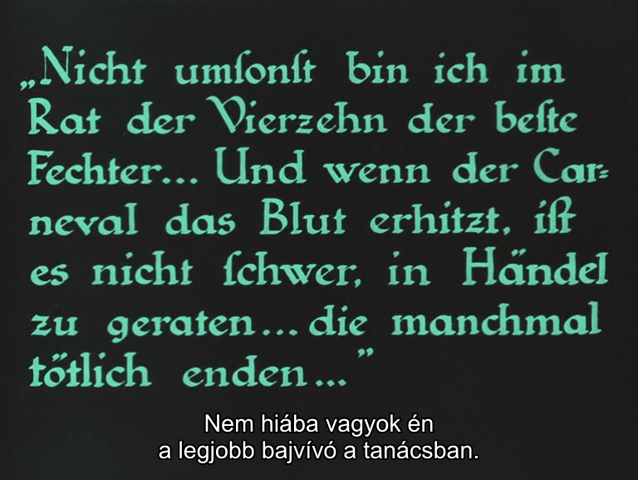 „Nicht umſonſt bin ich im
Rat der Vierzehn der beſte
Fechter... Und wenn der Car=
neval das Blut erhitzt, iſt
es nicht ſchwer, in Händel
zu geraten... die manchmal
tötlich enden...”
Nem hiába vagyok én
a legjobb bajvívó a tanácsban.